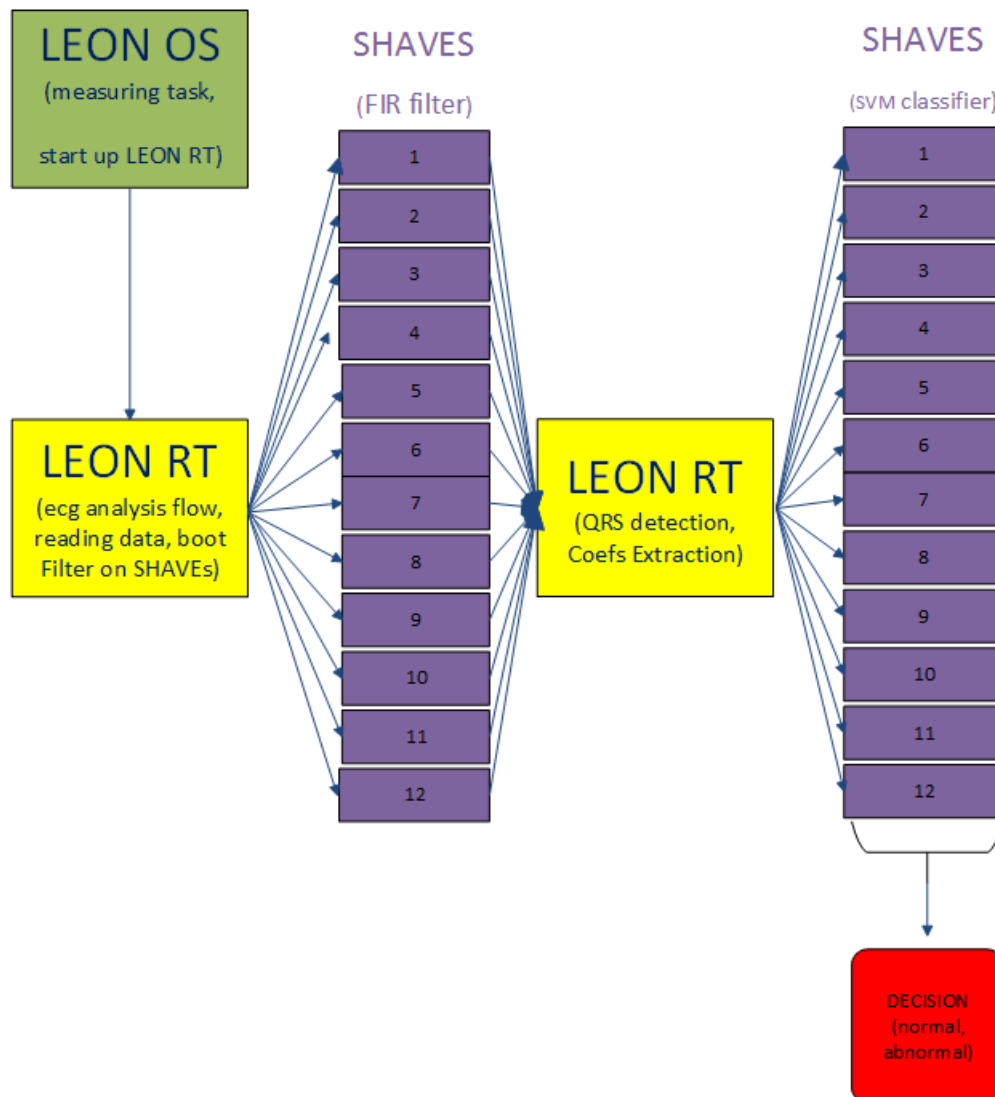 LEON OS
(measuring task,
start up LEON RT)
SHAVES
(FIR filter)
1
2
3
4
5
6
7
8
9
10
11
12
LEON RT
(ecg analysis flow,
reading data, boot
Filter on SHAVEs)
LEON RT
(QRS detection,
Coefs Extraction)
SHAVES
(SVM classifier)
1
2
3
4
5
6
7
8
9
10
11
12
DECISION
(normal,
abnormal)